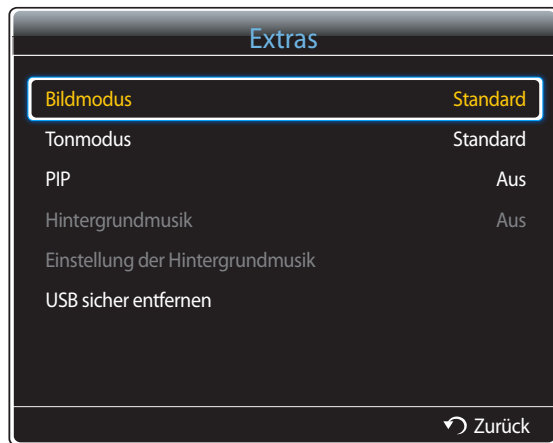 Extras
Bildmodus Standard
Tonmodus Standard
PIP Aus
Hintergrundmusik Aus
Einstellung der Hintergrundmusik
USB sicher entfernen
Zurück